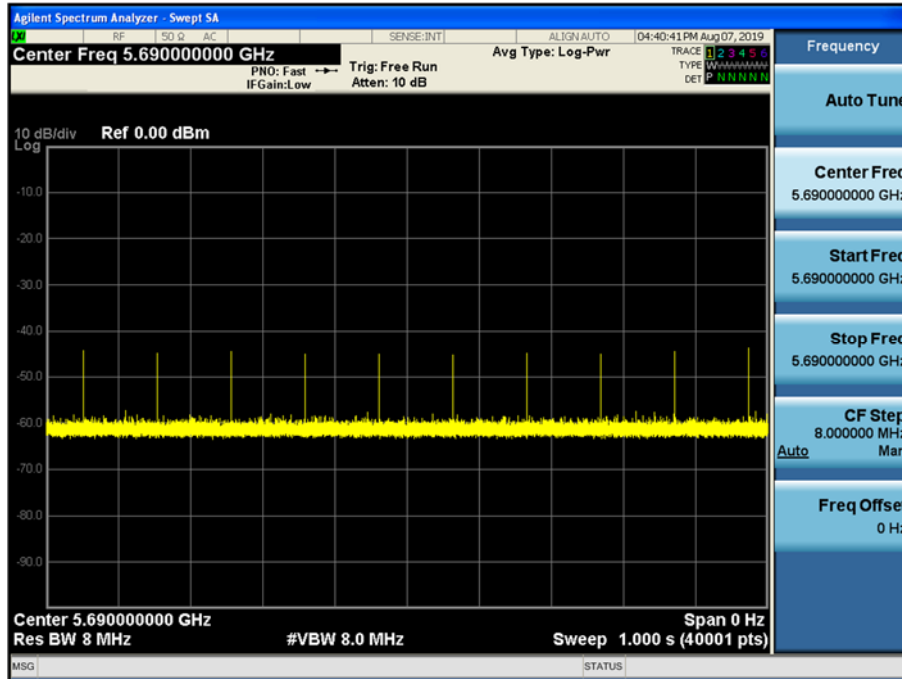 Agilent Spectrum Analyzer - Swept SA
RF 50 Ω AC SENSE:INT ALIGN AUTO 04:40:41 PM Aug 07, 2019
Center Freq 5.690000000 GHz
PNO: Fast
IFGain:Low
Trig: Free Run
Atten: 10 dB
Avg Type: Log-Pwr
TRACE 1 2 3 4 5 6
TYPE W
DET P N N N N N
10 dB/div Ref 0.00 dBm
Log
-10.0
-20.0
-30.0
-40.0
-50.0
-60.0
-70.0
-80.0
-90.0
Center 5.690000000 GHz Span 0 Hz
Res BW 8 MHz #VBW 8.0 MHz Sweep 1.000 s (40001 pts)
MSG STATUS
Frequency
Auto Tune
Center Freq
5.690000000 GHz
Start Freq
5.690000000 GHz
Stop Freq
5.690000000 GHz
CF Step
8.000000 MHz
Auto Man
Freq Offset
0 Hz